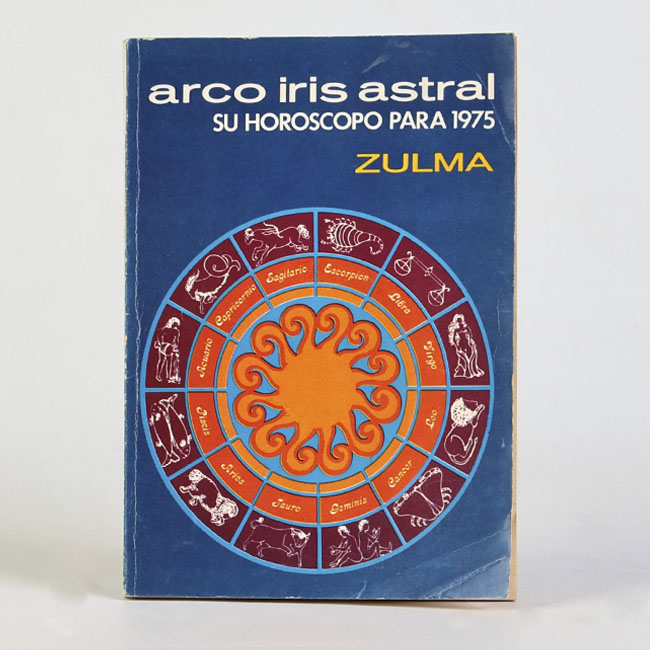 arco iris astral
SU HOROSCOPO PARA 1975
ZULMA
Sagitario
Escorpion
Libra
Virgo
Leo
Cancer
Geminis
Tauro
Aries
Piscis
Acuario
Capricornio